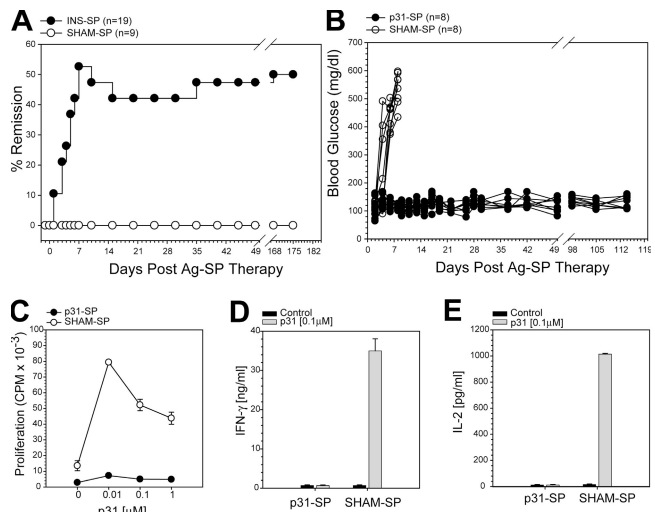 A
INS-SP (n=19)
SHAM-SP (n=9)
% Remission
60
50
40
30
20
10
0
0 7 14 21 28 35 42 49 168 175 182
Days Post Ag-SP Therapy
B
p31-SP (n=8)
SHAM-SP (n=8)
Blood Glucose (mg/dl)
700
600
500
400
300
200
100
0
0 7 14 21 28 35 42 49 98 105 112 119
Days Post Ag-SP Therapy
C
p31-SP
SHAM-SP
Proliferation (CPM x 10⁻³)
100
90
80
70
60
50
40
30
20
10
0
0 0.01 0.1 1
p31 [µM]
D
Control
p31 [0.1µM]
IFN-γ [ng/ml]
40
30
20
10
0
p31-SP SHAM-SP
E
Control
p31 [0.1µM]
IL-2 [pg/ml]
1200
1000
800
600
400
200
0
p31-SP SHAM-SP